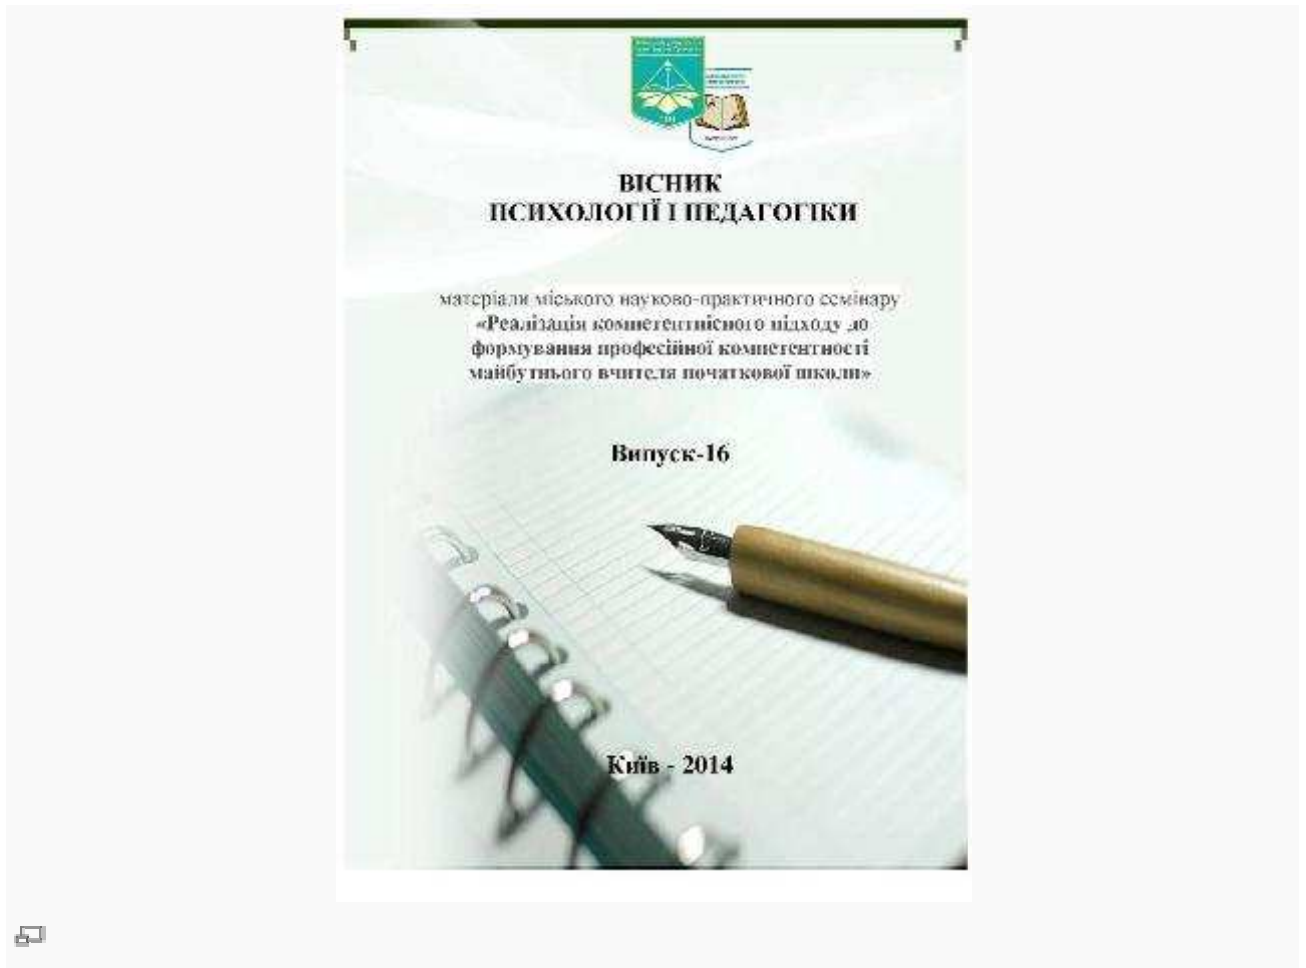 ВІСНИК
ПСИХОЛОГІЇ І ПЕДАГОГІКИ
матеріали міського науково-практичного семінару
«Реалізація компетентнісного підходу до
формування професійної компетентності
майбутнього вчителя початкової школи»
Випуск-16
Київ - 2014